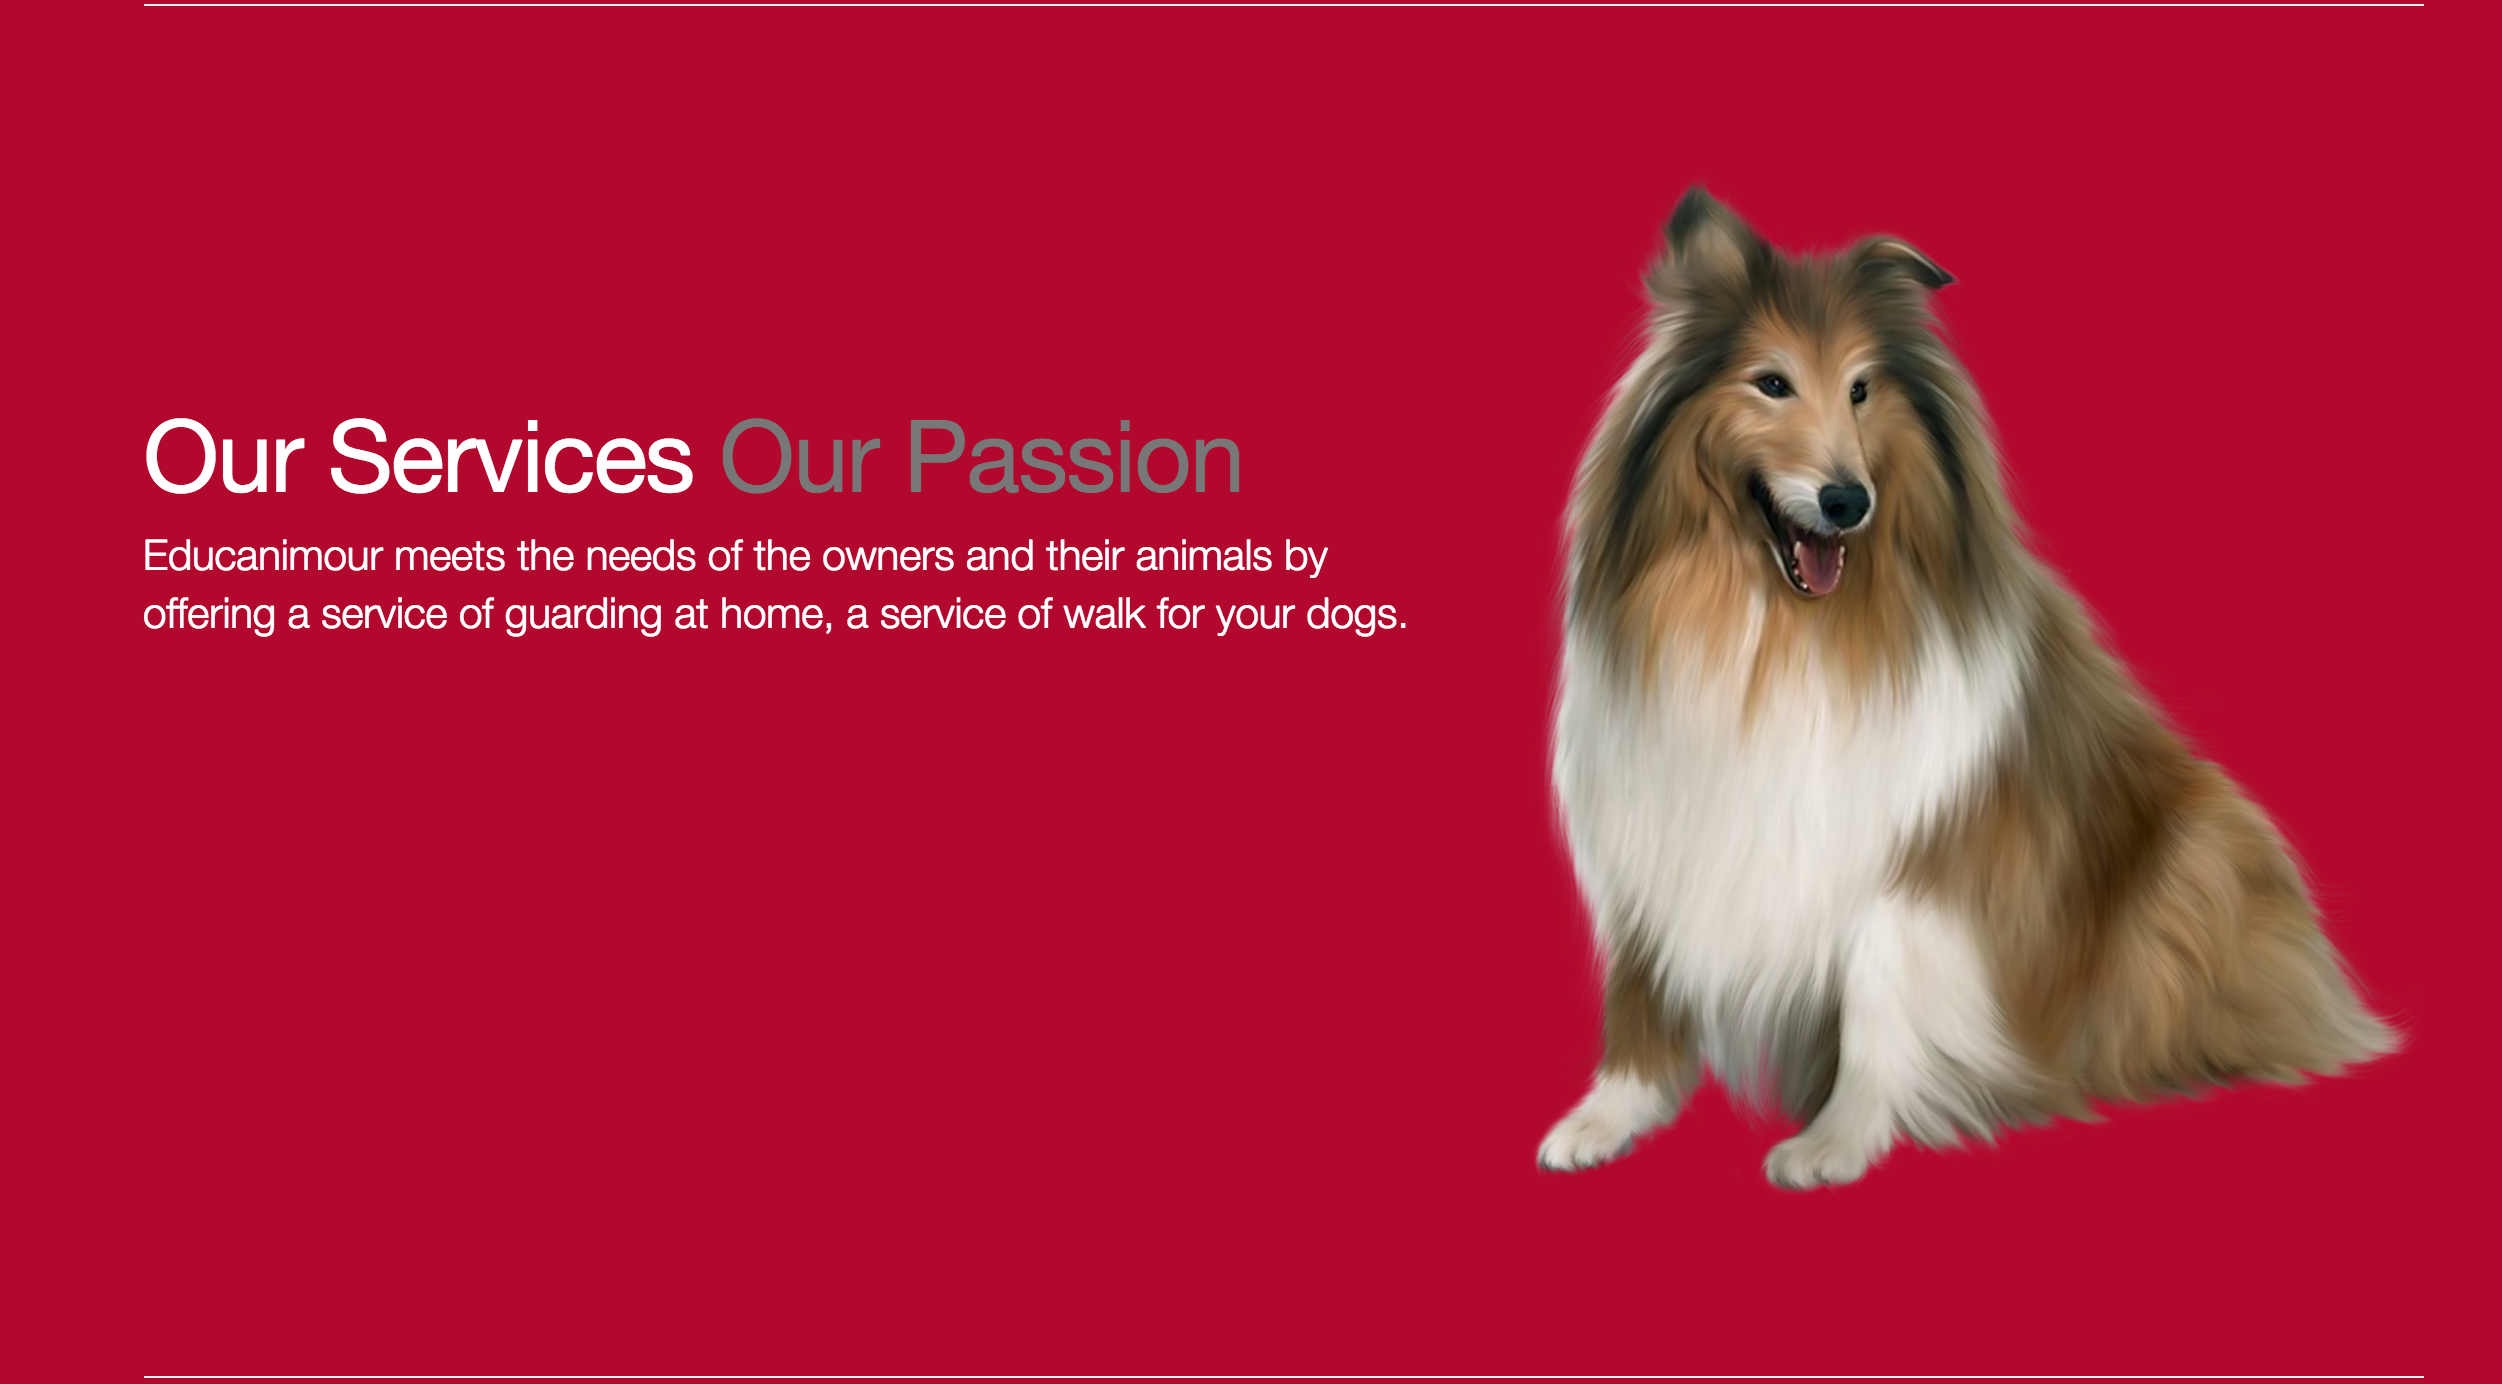 Our Services Our Passion
Educanimour meets the needs of the owners and their animals by
offering a service of guarding at home, a service of walk for your dogs.